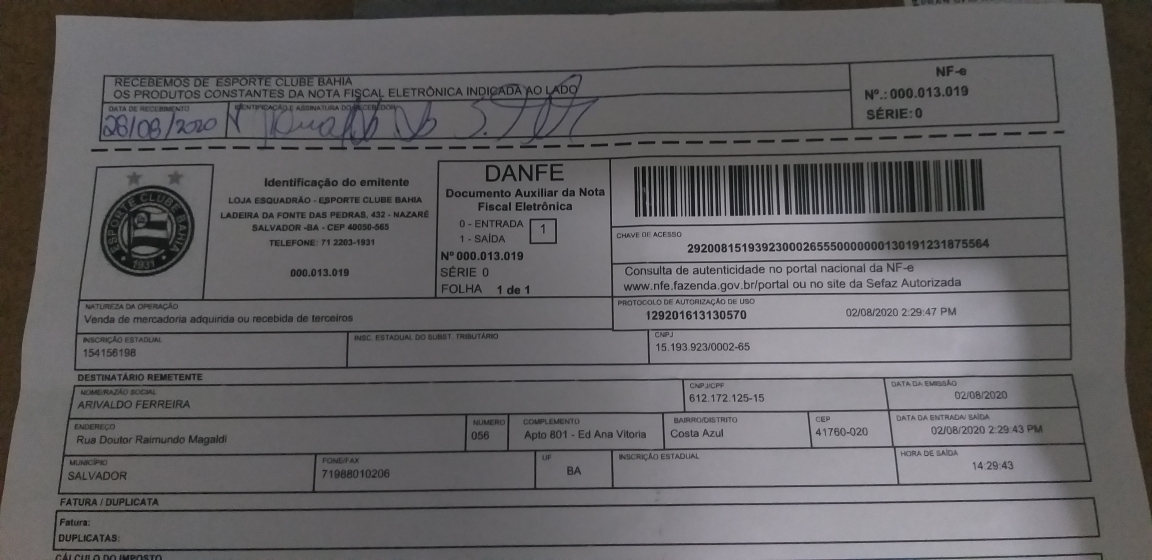 RECEBEMOS DE ESPORTE CLUBE BAHIA
OS PRODUTOS CONSTANTES DA NOTA FISCAL ELETRÔNICA INDICADA AO LADO
NF-e
Nº.: 000.013.019
SÉRIE: 0
DATA DE RECEBIMENTO
28/08/2020
IDENTIFICAÇÃO E ASSINATURA DO RECEBEDOR
ESPORTE CLUBE BAHIA
1931
Identificação do emitente
LOJA ESQUADRÃO - ESPORTE CLUBE BAHIA
LADEIRA DA FONTE DAS PEDRAS, 432 - NAZARÉ
SALVADOR -BA - CEP 40050-565
TELEFONE: 71 2203-1931
000.013.019
DANFE
Documento Auxiliar da Nota
Fiscal Eletrônica
0 - ENTRADA
1 - SAÍDA
1
Nº 000.013.019
SÉRIE 0
FOLHA 1 de 1
CHAVE DE ACESSO
Consulta de autenticidade no portal nacional da NF-e
www.nfe.fazenda.gov.br/portal ou no site da Sefaz Autorizada
NATUREZA DA OPERAÇÃO
Venda de mercadoria adquirida ou recebida de terceiros
PROTOCOLO DE AUTORIZAÇÃO DE USO
129201613130570 02/08/2020 2:29:47 PM
INSCRIÇÃO ESTADUAL
154156198
INSC. ESTADUAL DO SUBST. TRIBUTÁRIO
CNPJ
15.193.923/0002-65
DESTINATÁRIO REMETENTE
NOME/RAZÃO SOCIAL
ARIVALDO FERREIRA
CNPJ/CPF
612.172.125-15
DATA DA EMISSÃO
02/08/2020
ENDEREÇO
Rua Doutor Raimundo Magaldi
NUMERO
056
COMPLEMENTO
Apto 801 - Ed Ana Vitoria
BAIRRO/DISTRITO
Costa Azul
CEP
41760-020
DATA DA ENTRADA/ SAÍDA
02/08/2020 2:29:43 PM
MUNICÍPIO
SALVADOR
FONE/FAX
71988010206
UF
BA
INSCRIÇÃO ESTADUAL
HORA DE SAÍDA
14:29:43
FATURA / DUPLICATA
Fatura:
DUPLICATAS:
CÁLCULO DO IMPOSTO